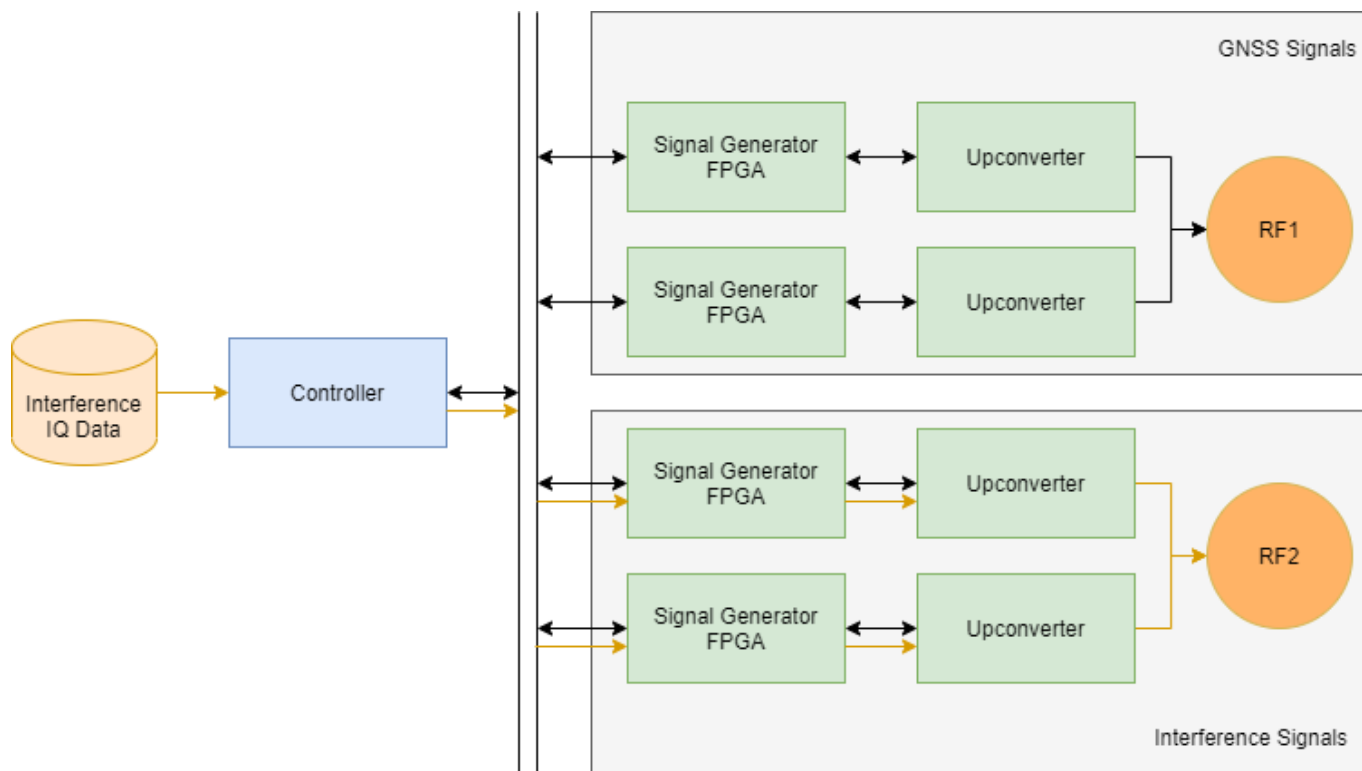 GNSS Signals
Signal Generator
FPGA
Upconverter
RF1
Signal Generator
FPGA
Upconverter
Interference
IQ Data
Controller
Signal Generator
FPGA
Upconverter
RF2
Signal Generator
FPGA
Upconverter
Interference Signals